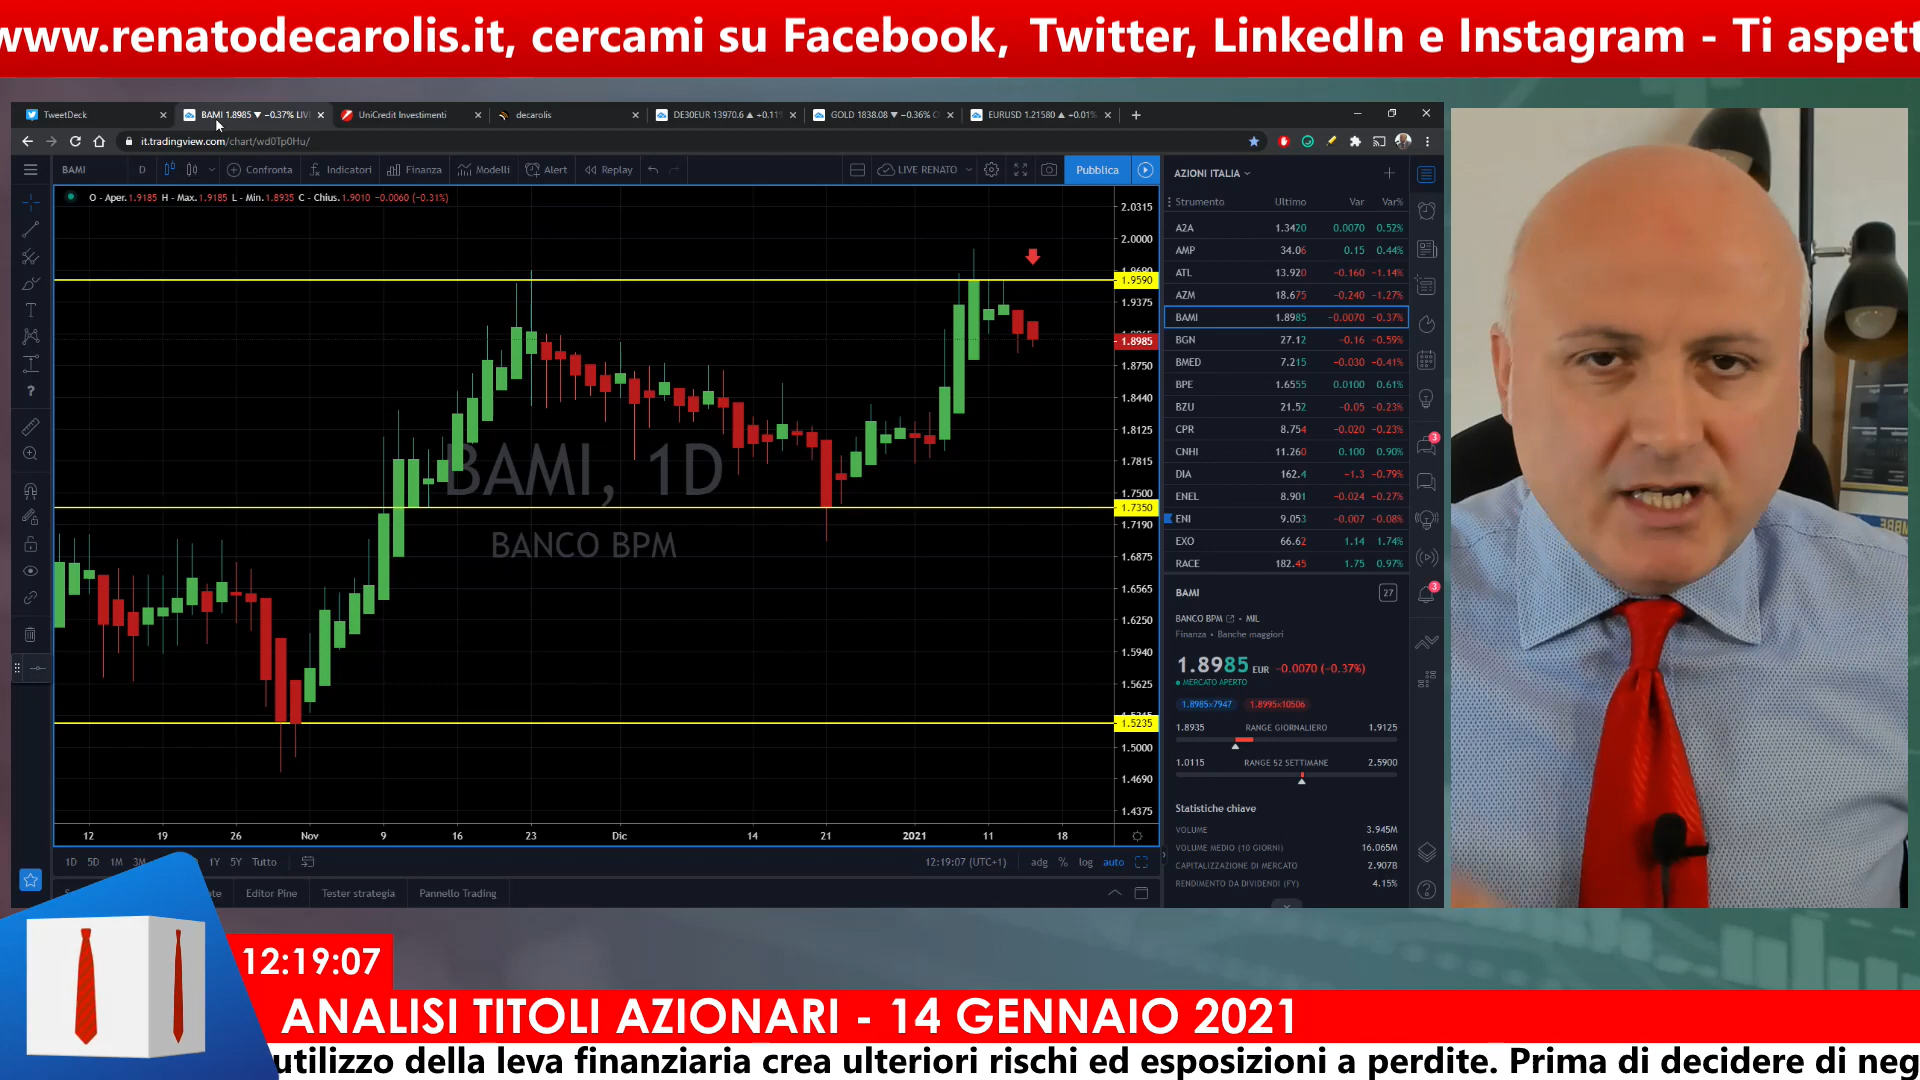 www.renatodecarolis.it, cercami su Facebook, Twitter, LinkedIn e Instagram - Ti aspett
TweetDeck
BAMI 1.8985 ▼ −0.37% LIV
UniCredit Investimenti
decarolis
DE30EUR 13970.6 ▲ +0.11%
GOLD 1838.08 ▼ −0.36%
EURUSD 1.21580 ▲ +0.01%
it.tradingview.com/chart/wd0Tp0Hu/
BAMI
D
Confronta
Indicatori
Finanza
Modelli
Alert
Replay
LIVE RENATO
Pubblica
O - Aper.1.9185 H - Max.1.9185 L - Min.1.8935 C - Chius.1.9010 −0.0060 (−0.31%)
BAMI, 1D
BANCO BPM
2.0315
2.0000
1.9590
1.9375
1.8985
1.8750
1.8440
1.8125
1.7815
1.7500
1.7350
1.7190
1.6875
1.6565
1.6250
1.5940
1.5625
1.5235
1.5000
1.4690
1.4375
12 19 26 Nov 9 16 23 Dic 14 21 2021 11 18
1D 5D 1M 3M 1Y 5Y Tutto
12:19:07 (UTC+1)
adg % log auto
Editor Pine
Tester strategia
Pannello Trading
AZIONI ITALIA
Strumento Ultimo Var Var%
A2A 1.3420 0.0070 0.52%
AMP 34.06 0.15 0.44%
ATL 13.920 −0.160 −1.14%
AZM 18.675 −0.240 −1.27%
BAMI 1.8985 −0.0070 −0.37%
BGN 27.12 −0.16 −0.59%
BMED 7.215 −0.030 −0.41%
BPE 1.6555 0.0100 0.61%
BZU 21.52 −0.05 −0.23%
CPR 8.754 −0.020 −0.23%
CNHI 11.260 0.100 0.90%
DIA 162.4 −1.3 −0.79%
ENEL 8.901 −0.024 −0.27%
ENI 9.053 −0.007 −0.08%
EXO 66.62 1.14 1.74%
RACE 182.45 1.75 0.97%
BAMI
27
BANCO BPM • MIL
Finanza • Banche maggiori
1.8985 EUR −0.0070 (−0.37%)
MERCATO APERTO
1.8985×7947 1.8995×10506
1.8935 RANGE GIORNALIERO 1.9125
1.0115 RANGE 52 SETTIMANE 2.5900
Statistiche chiave
VOLUME 3.945M
VOLUME MEDIO (10 GIORNI) 16.065M
CAPITALIZZAZIONE DI MERCATO 2.907B
RENDIMENTO DA DIVIDENDI (FY) 4.15%
3
3
12:19:07
ANALISI TITOLI AZIONARI - 14 GENNAIO 2021
utilizzo della leva finanziaria crea ulteriori rischi ed esposizioni a perdite. Prima di decidere di neg